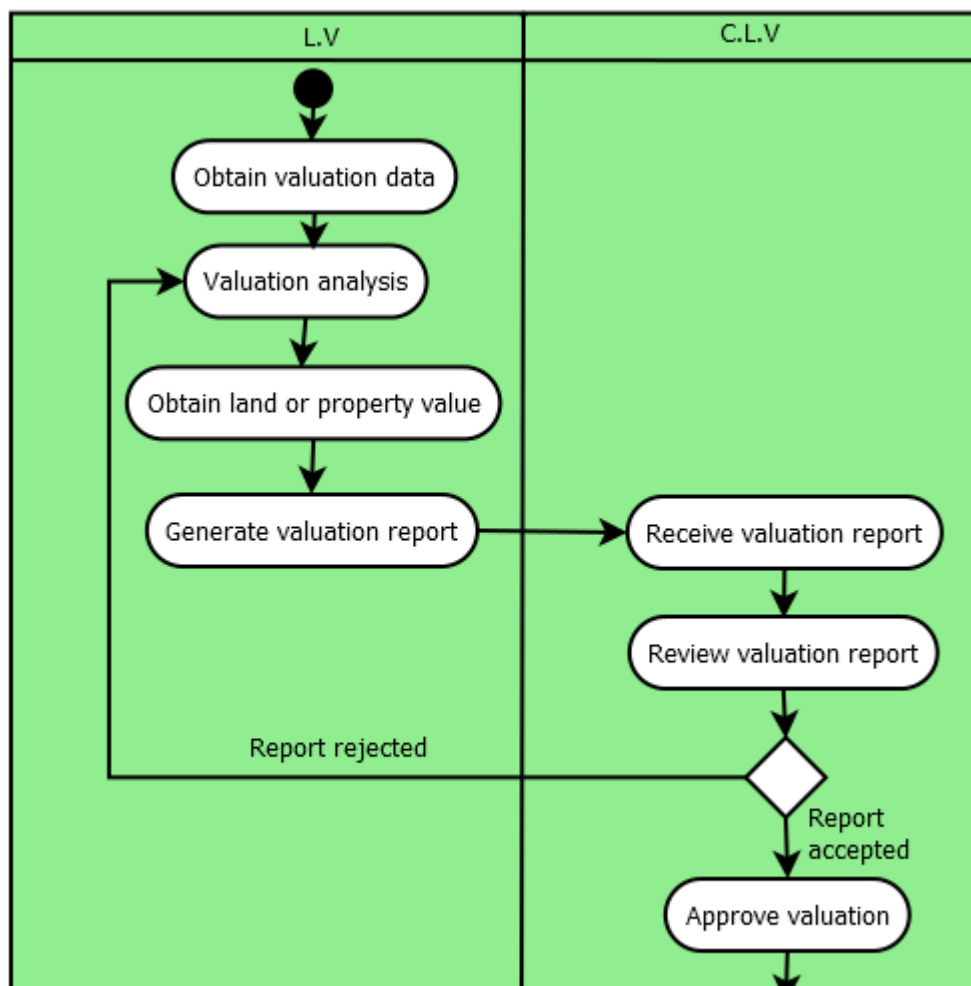 L.V
C.L.V
Obtain valuation data
Valuation analysis
Obtain land or property value
Generate valuation report
Receive valuation report
Review valuation report
Report rejected
Report
accepted
Approve valuation